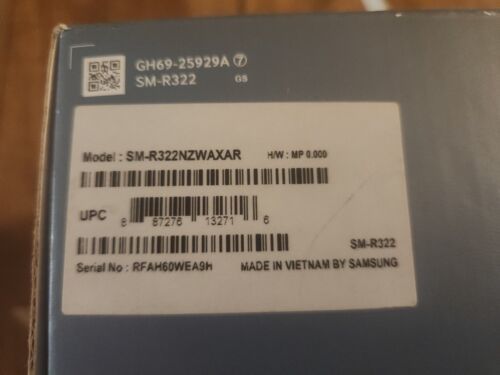 GH69-25929A ⑦
SM-R322 GS
Model : SM-R322NZWAXAR H/W : MP 0.000
UPC 8 87276 13271 6
SM-R322
Serial No : RFAH60WEA9H MADE IN VIETNAM BY SAMSUNG